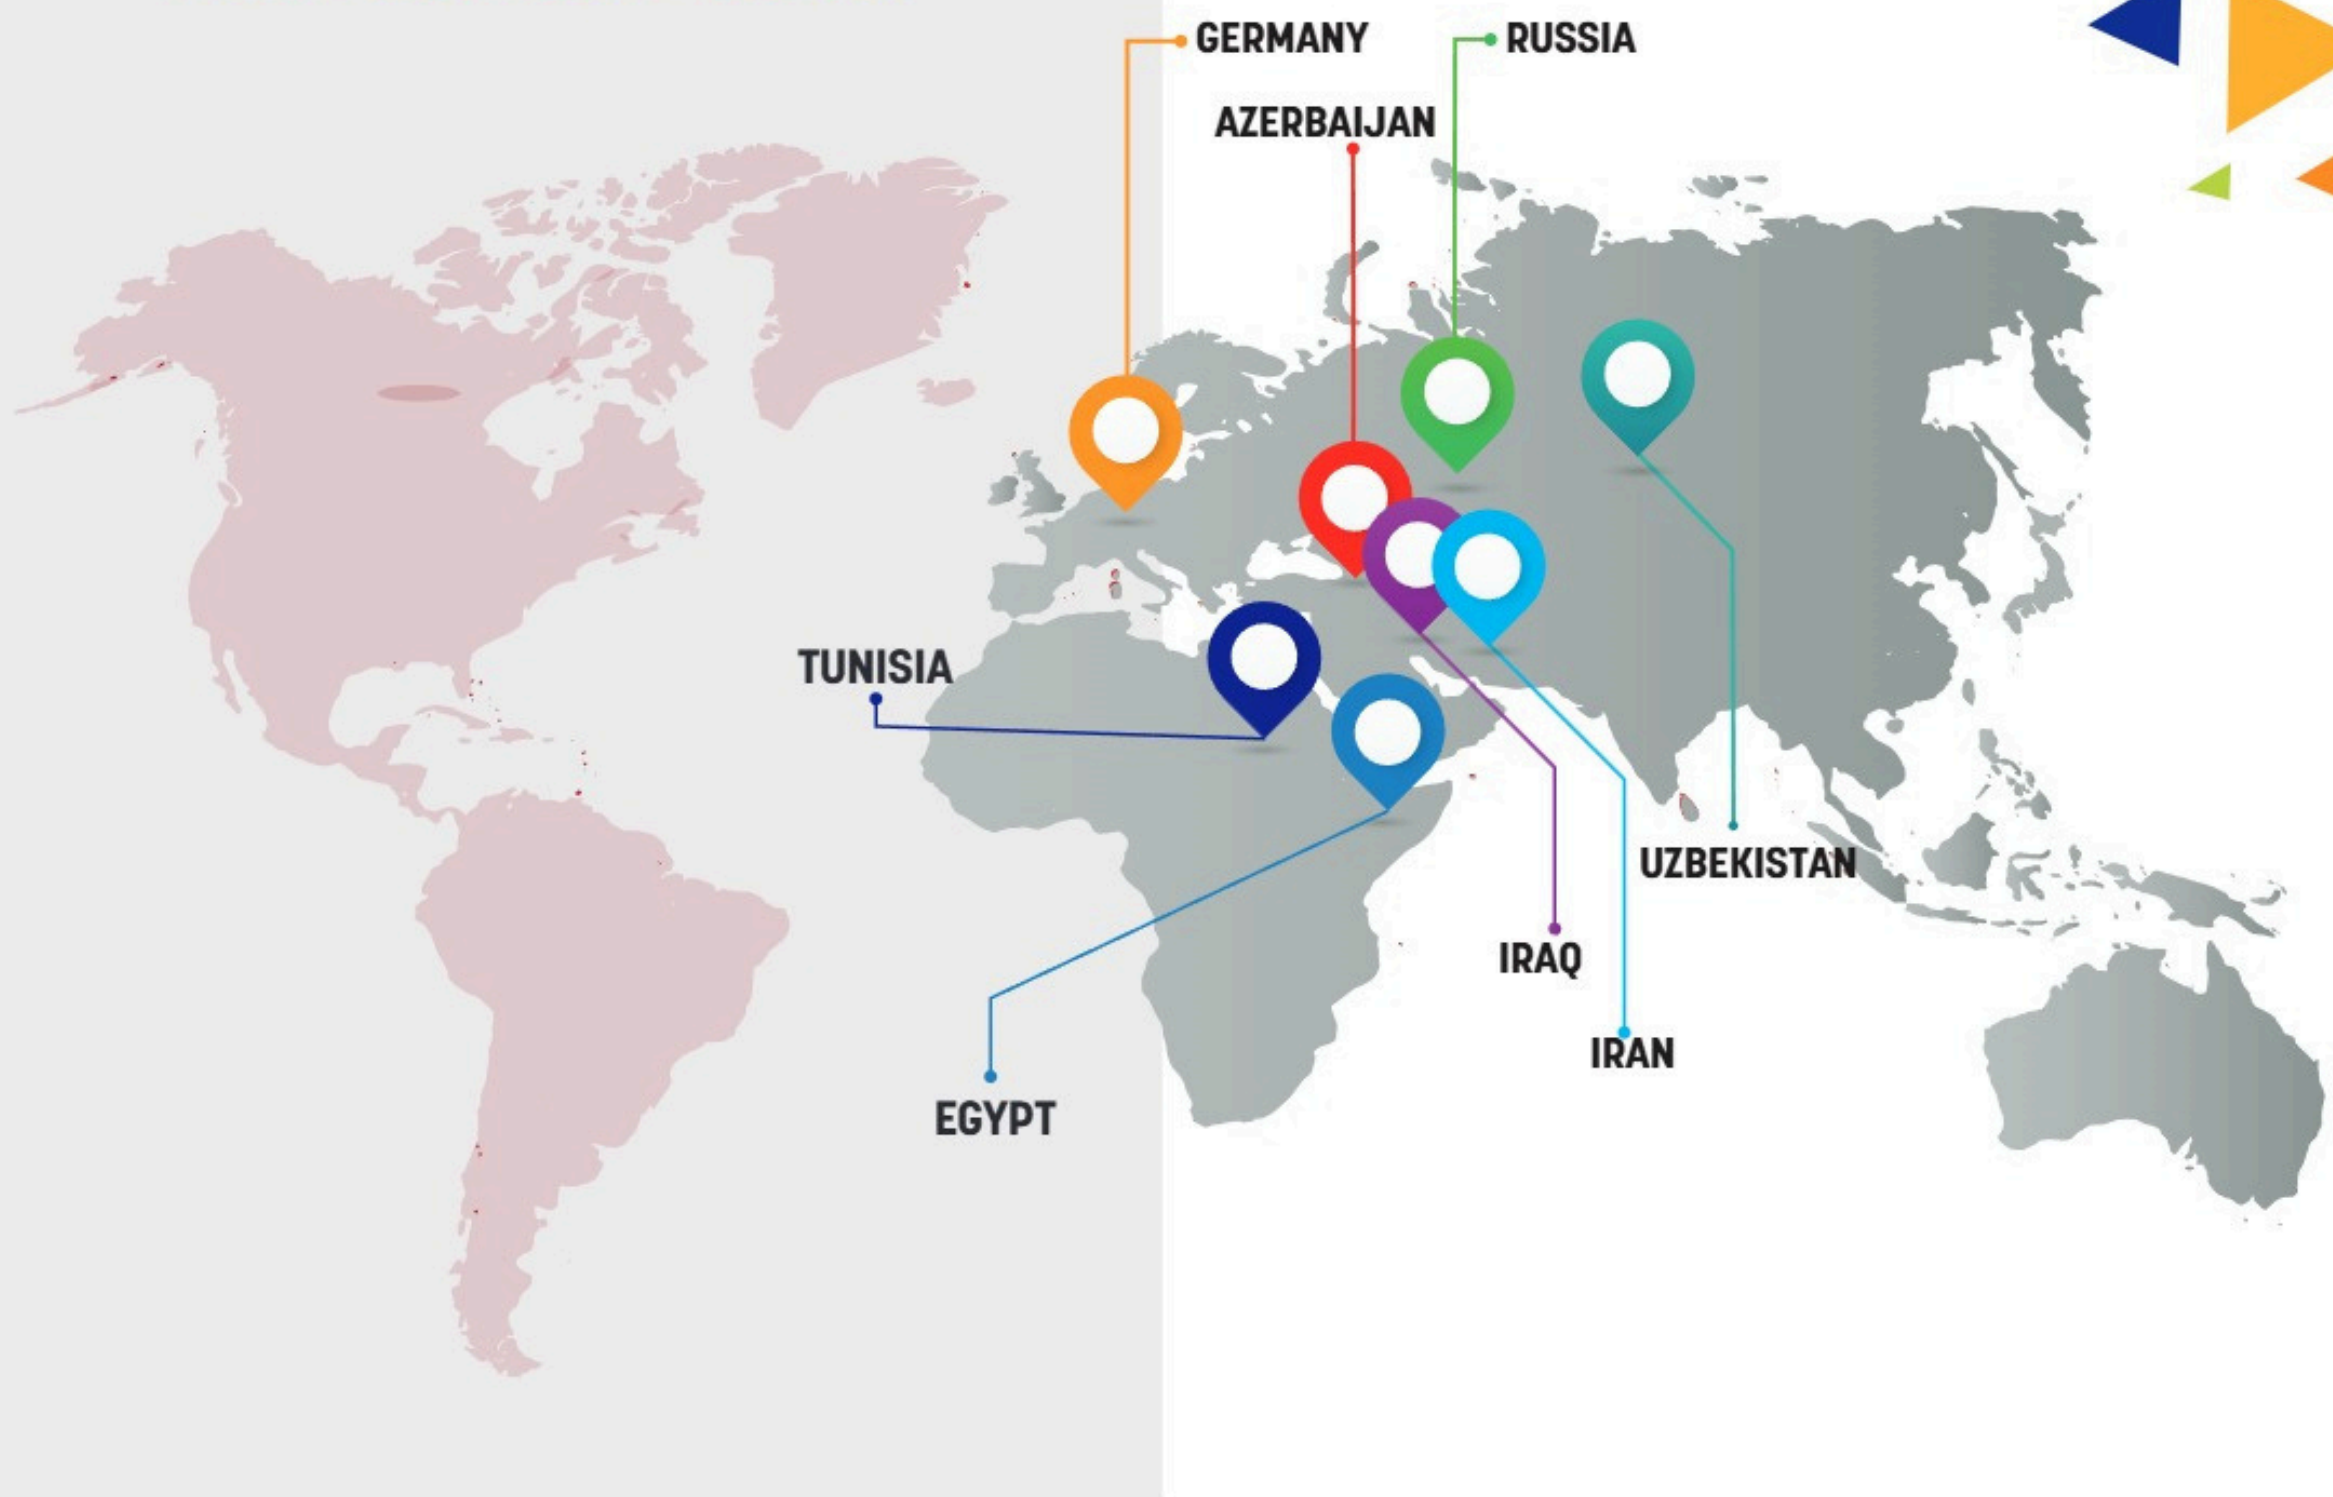 GERMANY
RUSSIA
AZERBAIJAN
TUNISIA
UZBEKISTAN
IRAQ
IRAN
EGYPT